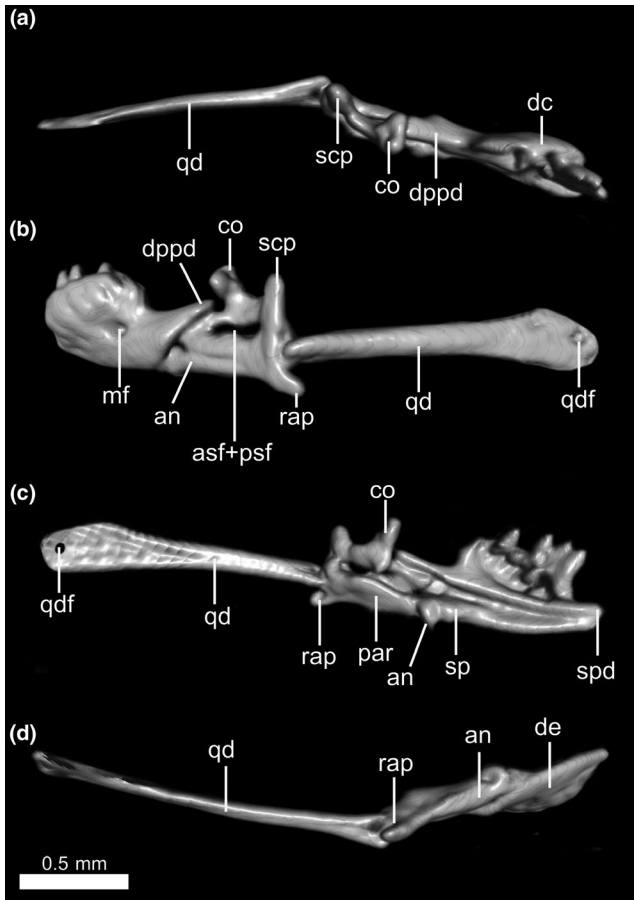 (a)
dc
qd
scp
co
dppd
(b)
co
scp
dppd
mf
an
asf+psf
rap
qd
qdf
(c)
co
qdf
qd
rap
par
an
sp
spd
(d)
qd
rap
an
de
0.5 mm